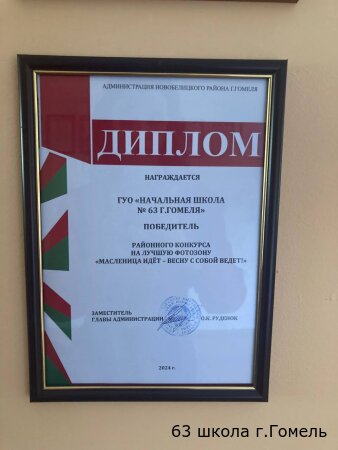 АДМИНИСТРАЦИЯ НОВОБЕЛИЦКОГО РАЙОНА Г.ГОМЕЛЯ
ДИПЛОМ
НАГРАЖДАЕТСЯ
ГУО «НАЧАЛЬНАЯ ШКОЛА
№ 63 Г.ГОМЕЛЯ»
ПОБЕДИТЕЛЬ
РАЙОННОГО КОНКУРСА
НА ЛУЧШУЮ ФОТОЗОНУ
«МАСЛЕНИЦА ИДЁТ – ВЕСНУ С СОБОЙ ВЕДЕТ!»
ЗАМЕСТИТЕЛЬ
ГЛАВЫ АДМИНИСТРАЦИИ О.К. РУДЕНОК
2024 г.
63 школа г.Гомель